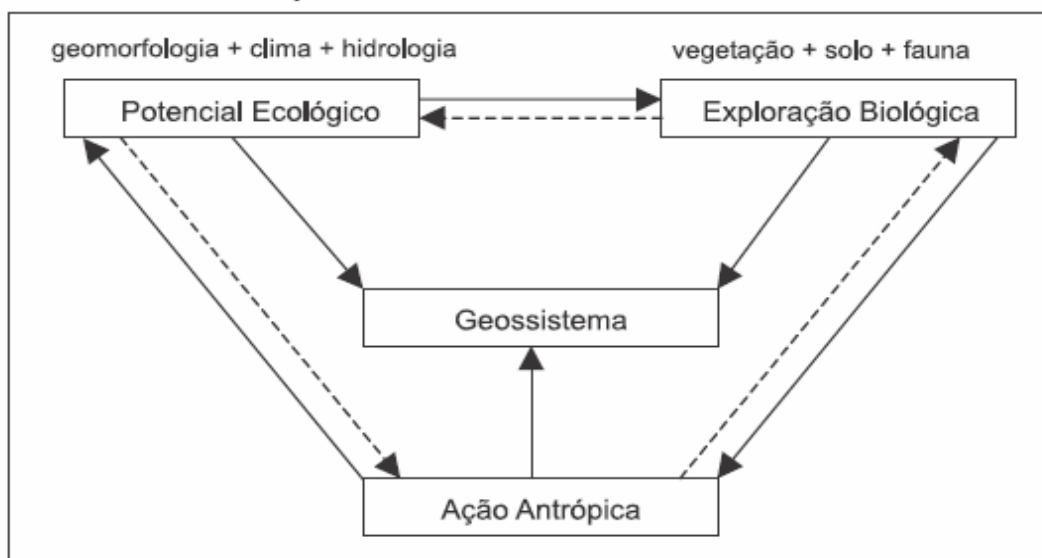 geomorfologia + clima + hidrologia
vegetação + solo + fauna
Potencial Ecológico
Exploração Biológica
Geossistema
Ação Antrópica